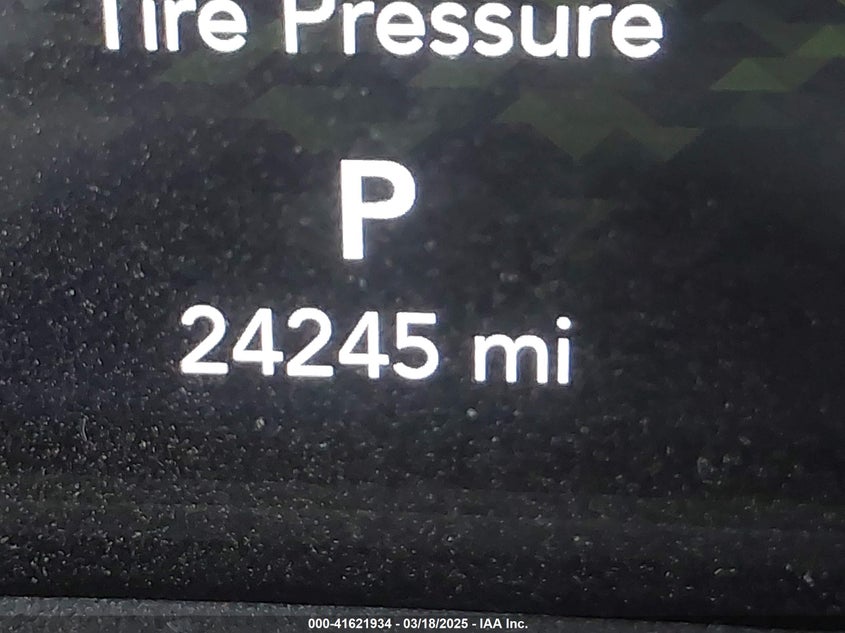 Tire Pressure
P
24245 mi
000-41621934 - 03/18/2025 - IAA Inc.